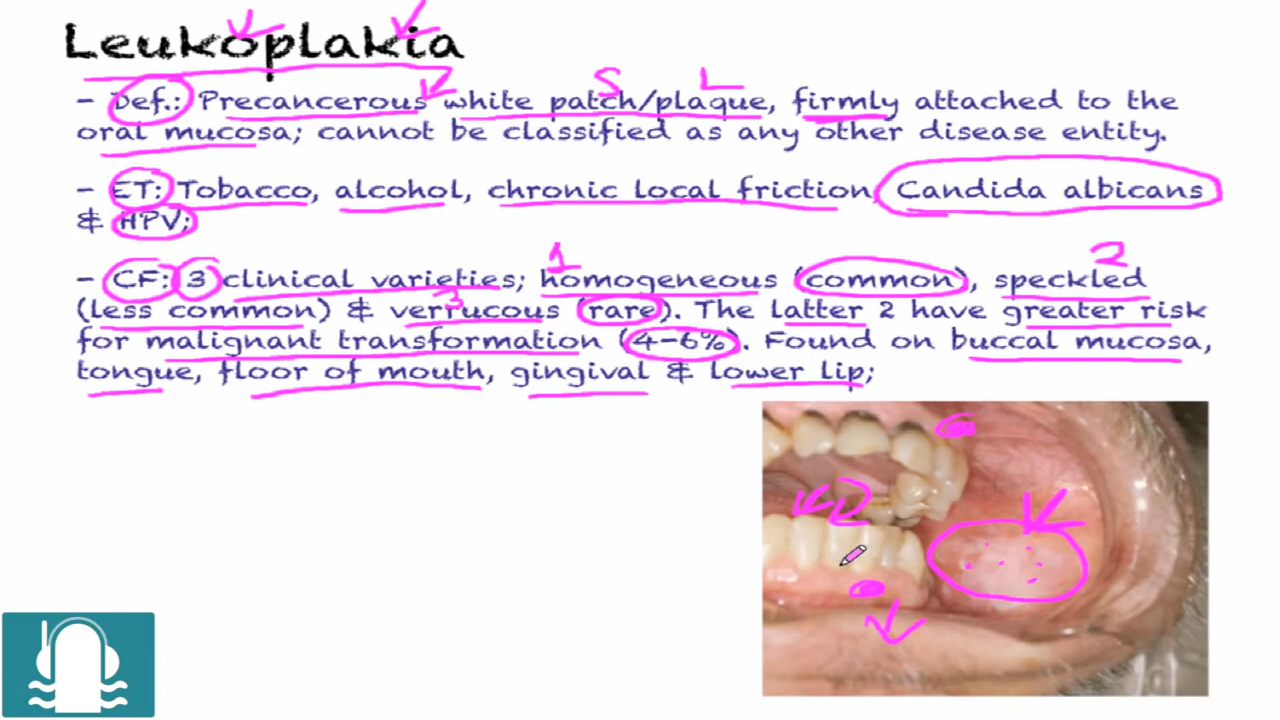 Leukoplakia
S L
- Def.: Precancerous white patch/plaque, firmly attached to the
oral mucosa; cannot be classified as any other disease entity.
- ET: Tobacco, alcohol, chronic local friction, Candida albicans
& HPV;
1 2
- CF: 3 clinical varieties; homogeneous (common), speckled
3
(less common) & verrucous (rare). The latter 2 have greater risk
for malignant transformation (4-6%). Found on buccal mucosa,
tongue, floor of mouth, gingival & lower lip;